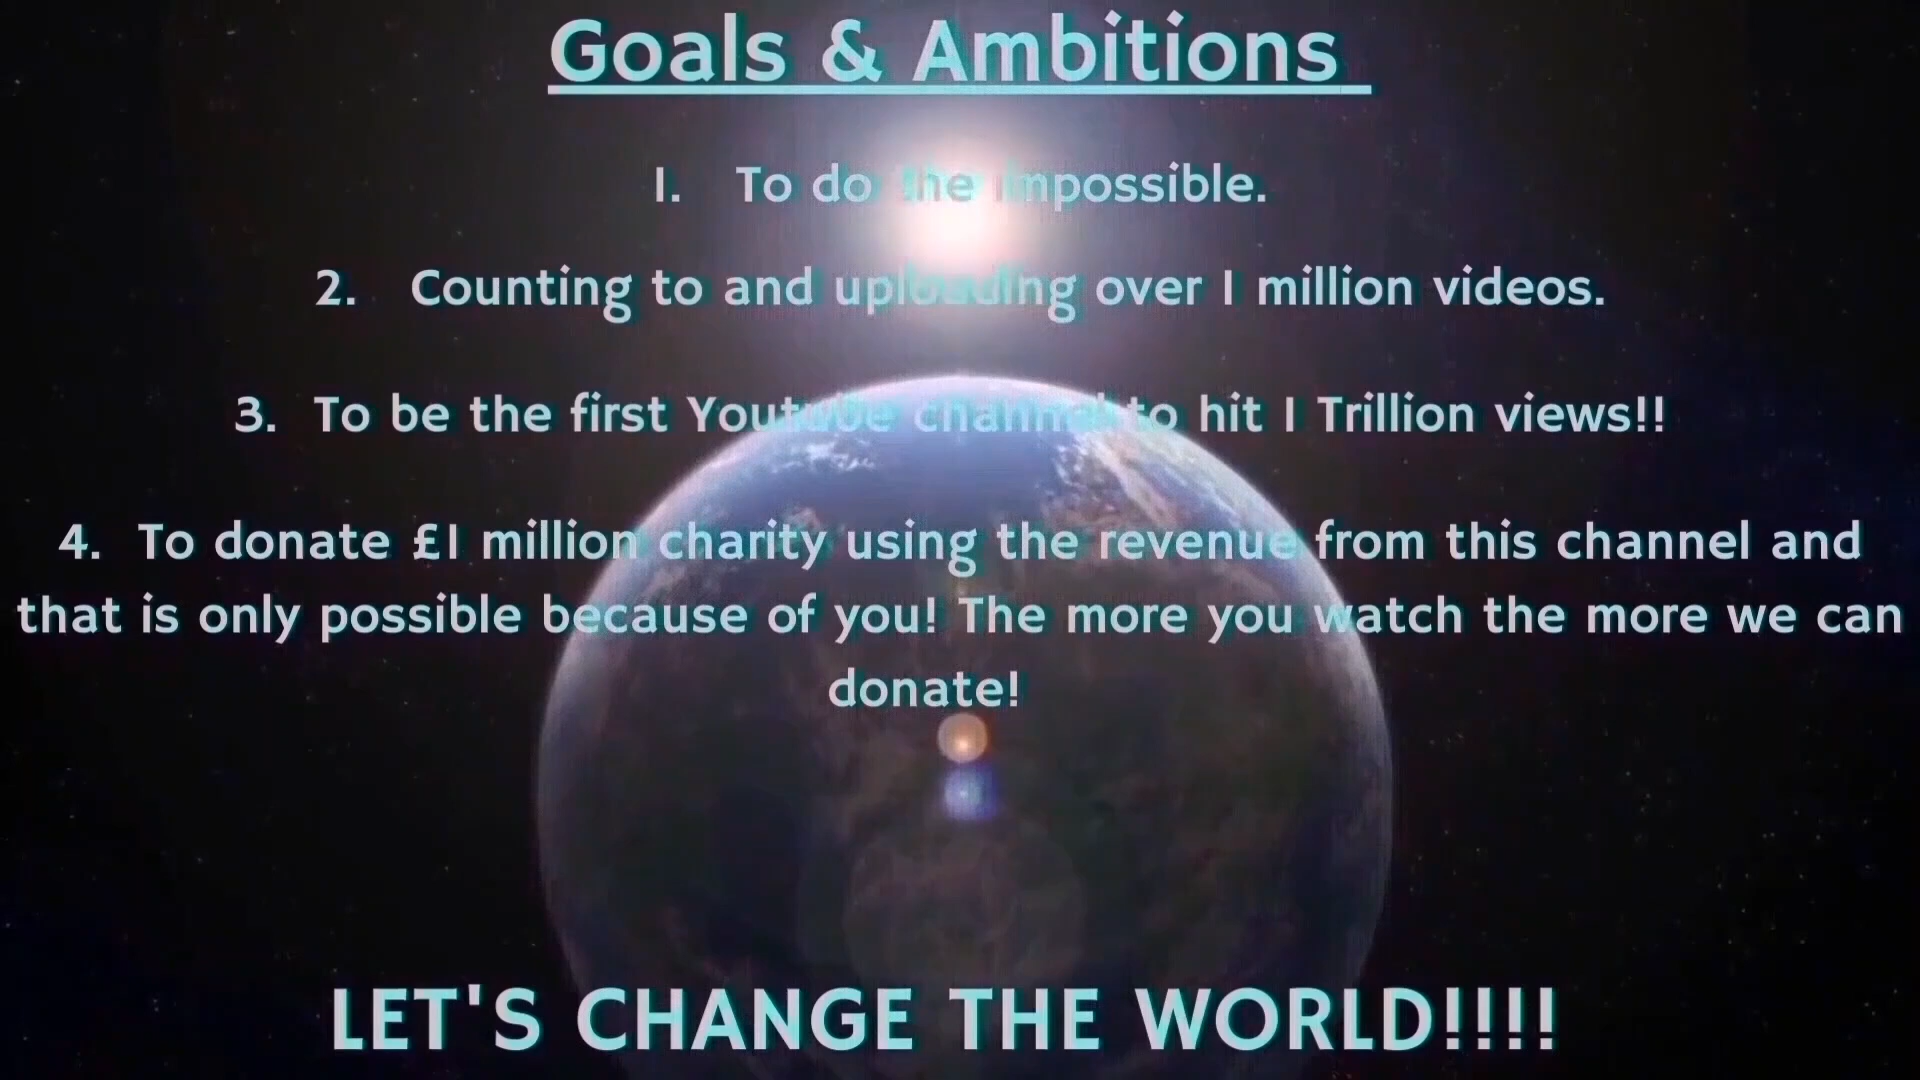 Goals & Ambitions
1. To do the impossible.
2. Counting to and uploading over 1 million videos.
3. To be the first Youtube channel to hit 1 Trillion views!!
4. To donate £1 million charity using the revenue from this channel and
that is only possible because of you! The more you watch the more we can
donate!
LET'S CHANGE THE WORLD!!!!